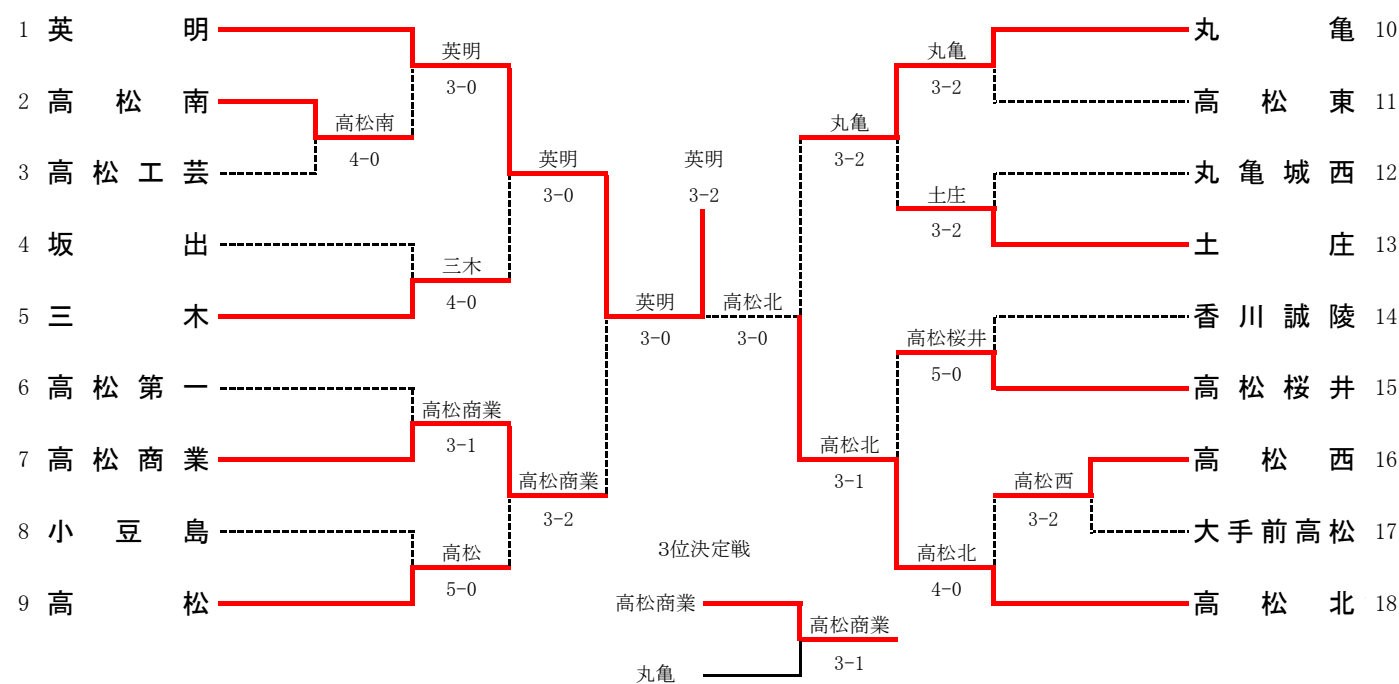 1 英明
2 高松南
3 高松工芸
4 坂出
5 三木
6 高松第一
7 高松商業
8 小豆島
9 高松
高松南
4-0
英明
3-0
三木
4-0
高松商業
3-1
高松
5-0
英明
3-0
高松商業
3-2
英明
3-0
英明
3-2
高松北
3-0
丸亀
3-2
高松北
3-1
丸亀
3-2
土庄
3-2
高松桜井
5-0
高松北
4-0
高松西
3-2
丸亀 10
高松東 11
丸亀城西 12
土庄 13
香川誠陵 14
高松桜井 15
高松西 16
大手前高松 17
高松北 18
3位決定戦
高松商業
丸亀
高松商業
3-1